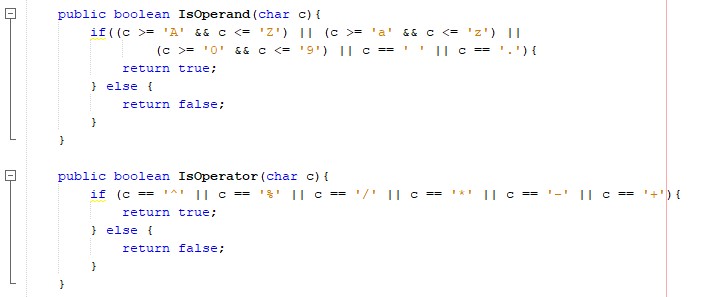 public boolean IsOperand(char c){
if((c >= 'A' && c <= 'Z') || (c >= 'a' && c <= 'z') ||
(c >= '0' && c <= '9') || c == ' ' || c == '.'){
return true;
} else {
return false;
}
}
public boolean IsOperator(char c){
if (c == '^' || c == '%' || c == '/' || c == '*' || c == '-' || c == '+'){
return true;
} else {
return false;
}
}